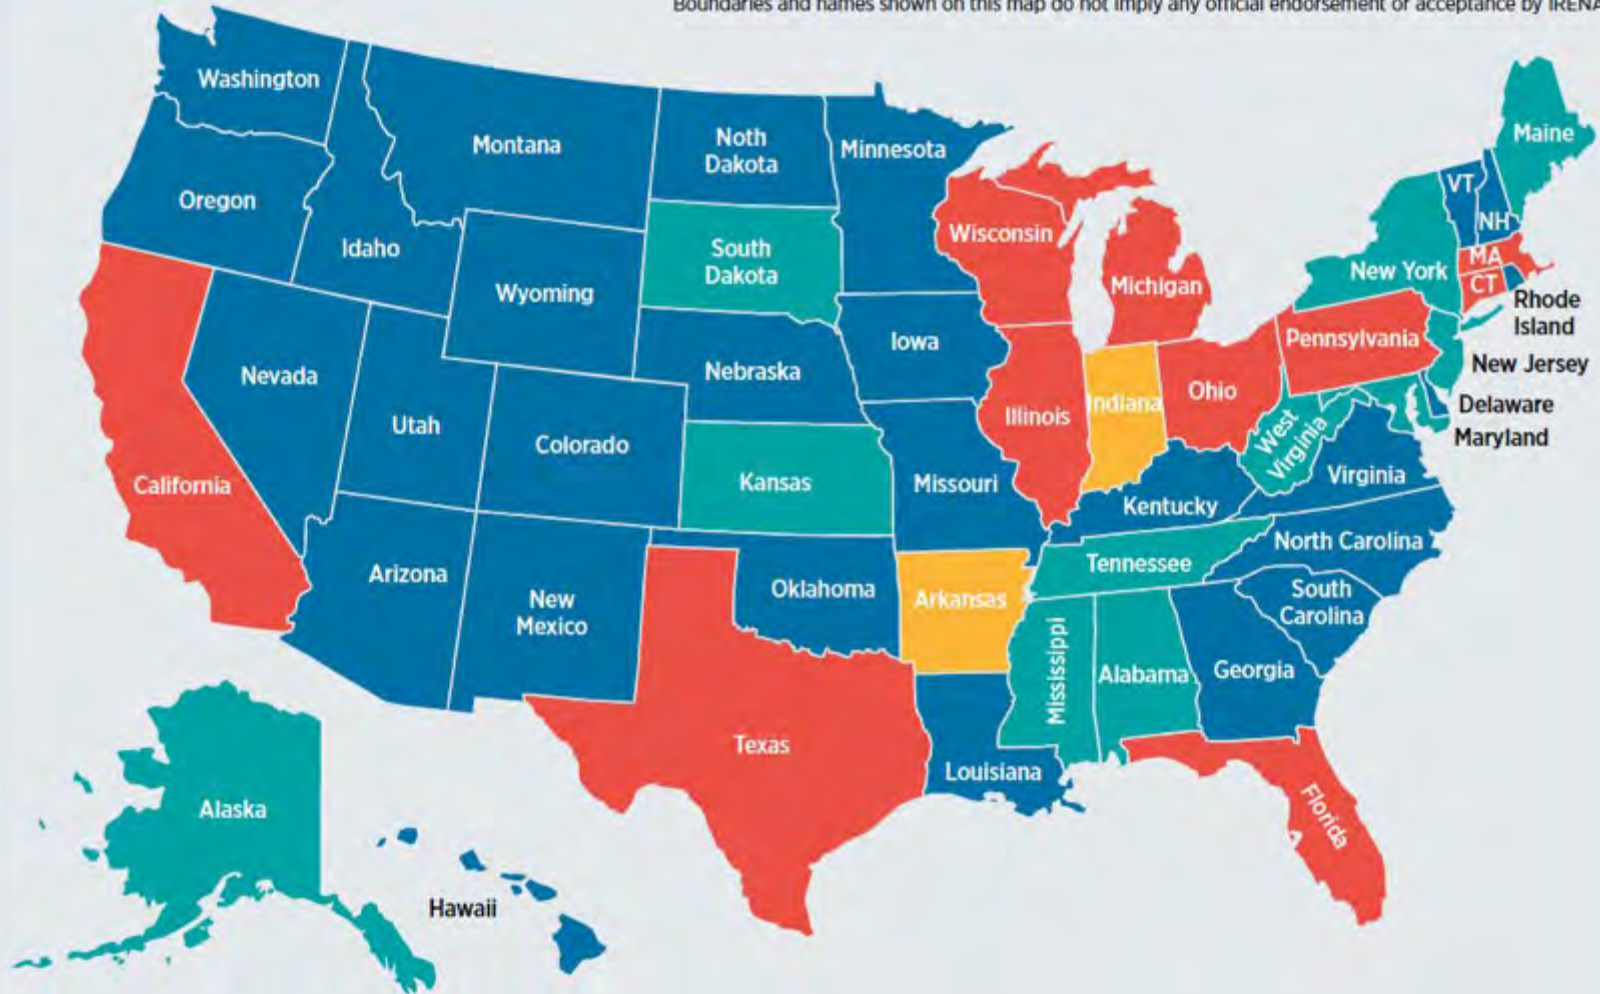 Boundaries and names shown on this map do not imply any official endorsement or acceptance by IRENA
Washington
Montana
Noth
Dakota
Minnesota
Maine
Oregon
Idaho
Wyoming
South
Dakota
Wisconsin
Michigan
VT
NH
New York
MA
CT
Rhode
Island
Nevada
Utah
Colorado
Nebraska
Iowa
Illinois
Indiana
Ohio
Pennsylvania
New Jersey
Delaware
Maryland
California
Kansas
Missouri
Kentucky
West
Virginia
Virginia
Arizona
New
Mexico
Oklahoma
Arkansas
Tennessee
North Carolina
South
Carolina
Texas
Louisiana
Mississippi
Alabama
Georgia
Florida
Alaska
Hawaii